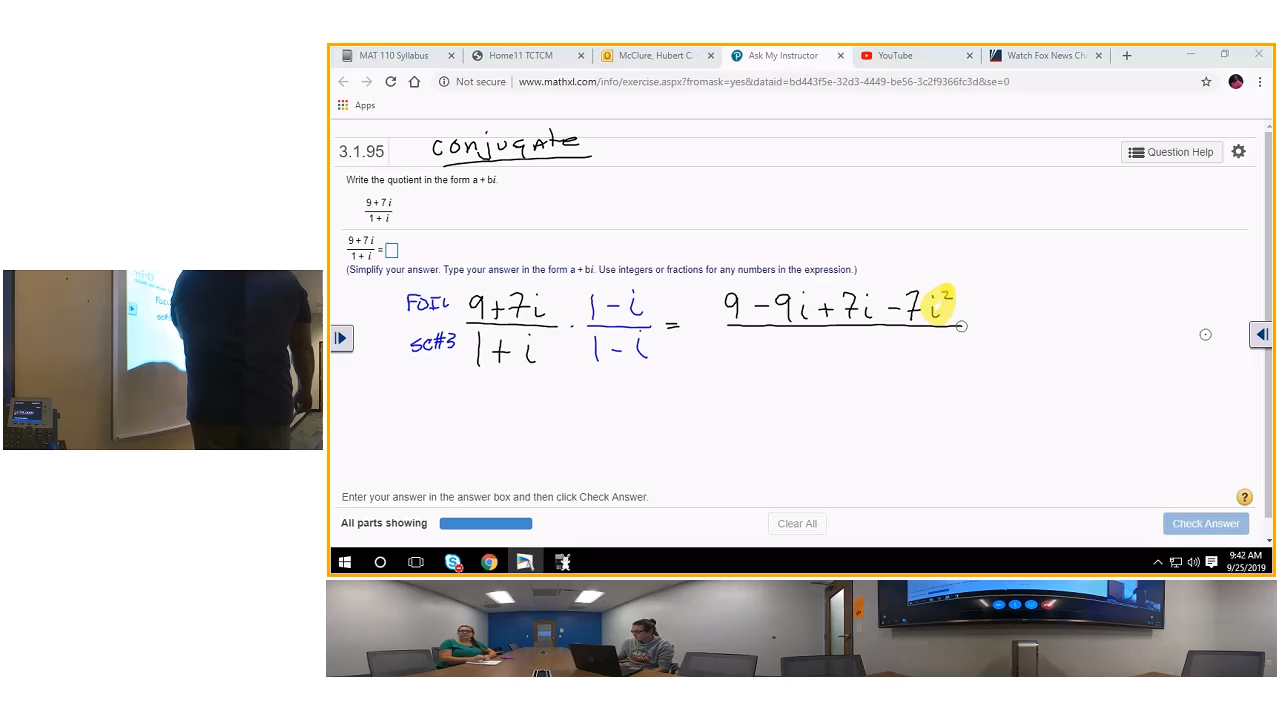 MAT 110 Syllabus
Home11 TCTCM
McClure, Hubert C. -
Ask My Instructor
YouTube
Watch Fox News Cha
Not secure | www.mathxl.com/info/exercise.aspx?fromask=yes&dataid=bd443f5e-32d3-4449-be56-3c2f9366fc3d&se=0
Apps
conjugate
3.1.95
Question Help
Write the quotient in the form a + bi.
9 + 7 i
1 + i
9 + 7 i
1 + i =
(Simplify your answer. Type your answer in the form a + bi. Use integers or fractions for any numbers in the expression.)
FOIL 9+7i · 1-i = 9 - 9i + 7i - 7i²
SC#3 1+i 1-i
Enter your answer in the answer box and then click Check Answer.
All parts showing
Clear All
Check Answer
9:42 AM
9/25/2019